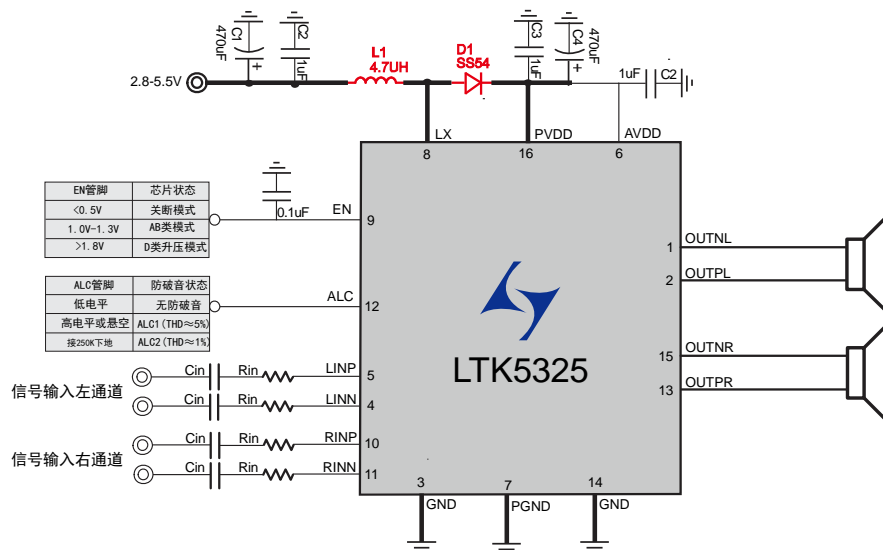 C1
470uF
C2
1uF
L1
4.7UH
D1
SS54
C3
1uF
C4
470uF
1uF
C2
2.8-5.5V
LX
PVDD
AVDD
8
16
6
EN管脚 芯片状态
<0.5V 关断模式
1.0V-1.3V AB类模式
>1.8V D类升压模式
0.1uF
EN
9
ALC管脚 防破音状态
低电平 无防破音
高电平或悬空 ALC1(THD≈5%)
接250K下地 ALC2(THD≈1%)
ALC
12
1 OUTNL
2 OUTPL
15 OUTNR
13 OUTPR
LTK5325
信号输入左通道
Cin Rin LINP 5
Cin Rin LINN 4
信号输入右通道
Cin Rin RINP 10
Cin Rin RINN 11
3 7 14
GND PGND GND